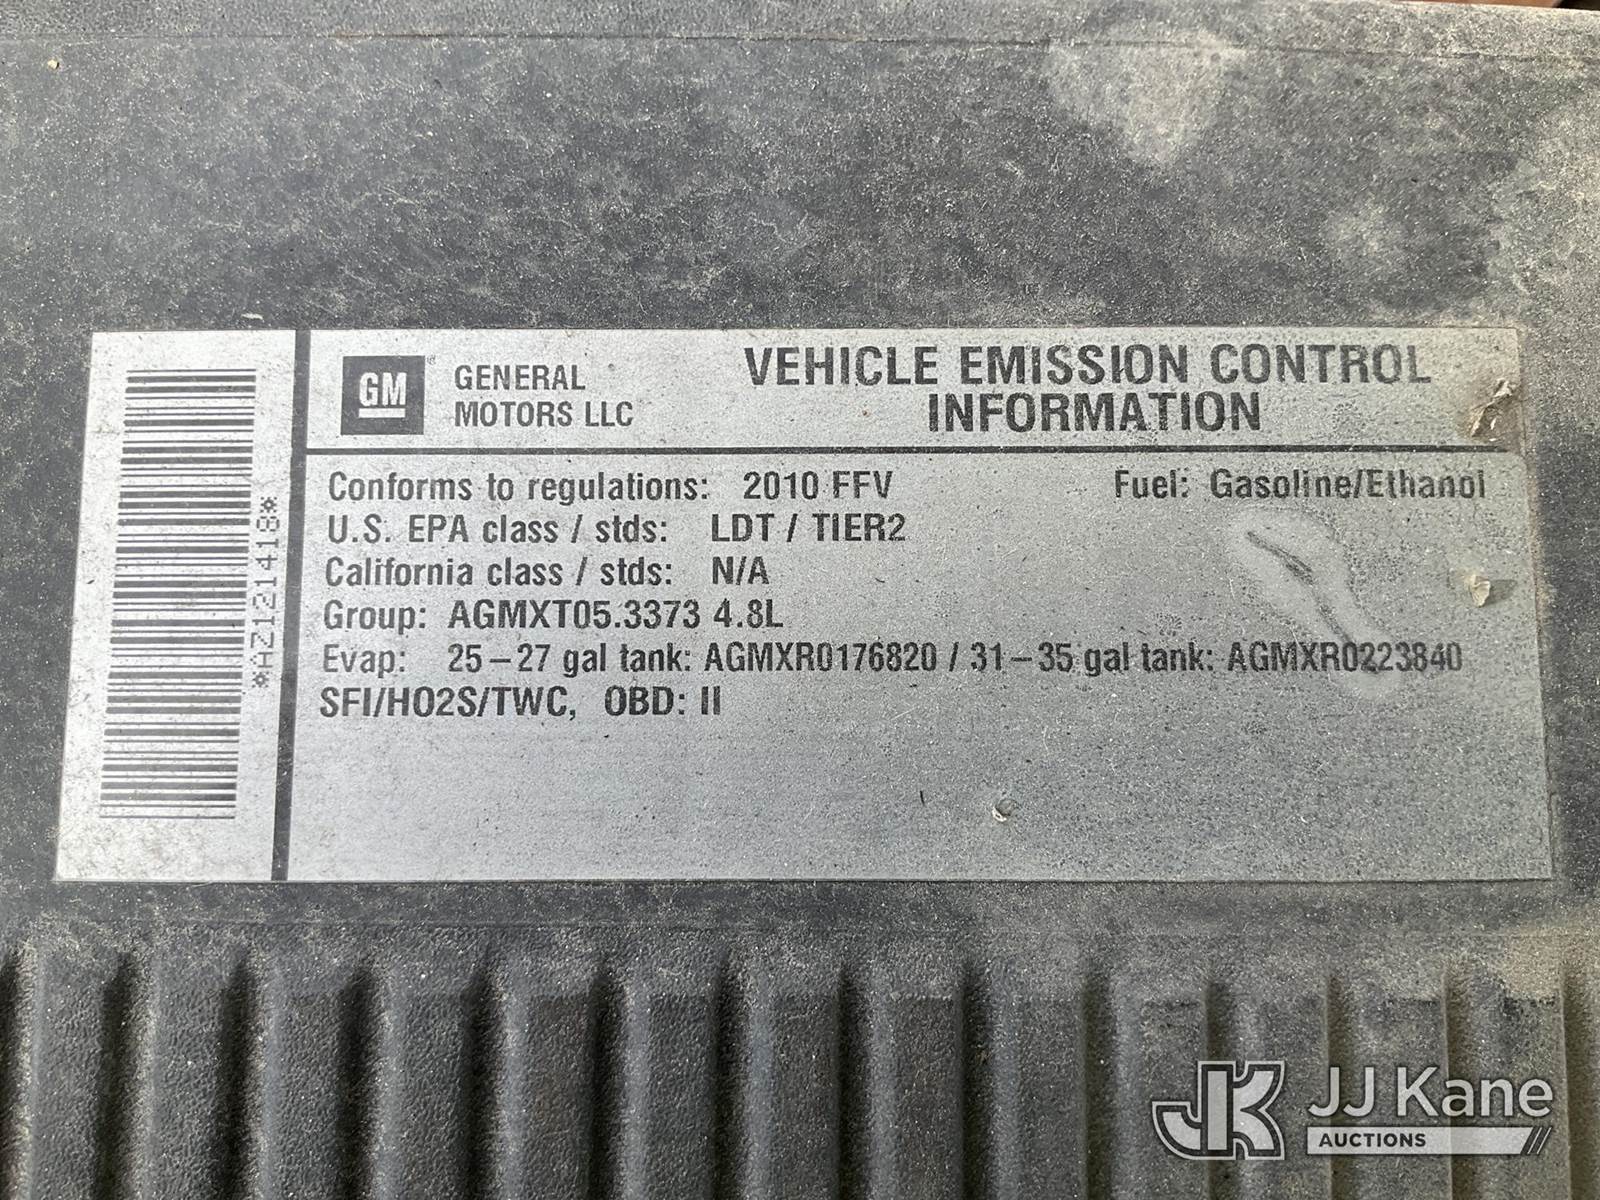 *HZ121418*
GM
GENERAL
MOTORS LLC
VEHICLE EMISSION CONTROL
INFORMATION
Conforms to regulations: 2010 FFV Fuel: Gasoline/Ethanol
U.S. EPA class / stds: LDT / TIER2
California class / stds: N/A
Group: AGMXT05.3373 4.8L
Evap: 25–27 gal tank: AGMXR0176820 / 31–35 gal tank: AGMXR0223840
SFI/HO2S/TWC, OBD: II
JK JJ Kane
AUCTIONS